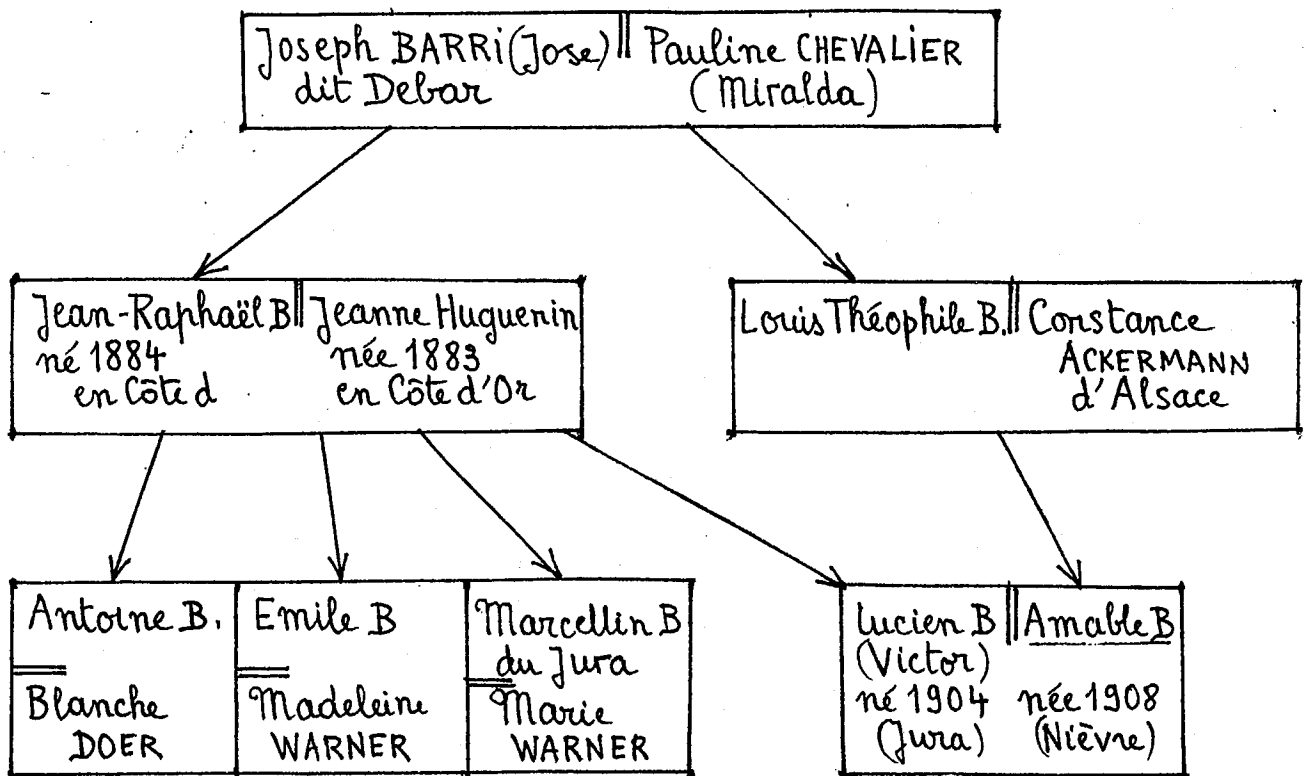 Joseph BARRI (Jose)
dit Debar
Pauline CHEVALIER
(Miralda)
Jean-Raphaël B
né 1884
en Côte d
Jeanne Huguenin
née 1883
en Côte d'Or
Louis Théophile B.
Constance
ACKERMANN
d'Alsace
Antoine B.
Blanche
DOER
Emile B
Madeleine
WARNER
Marcellin B
du Jura
Marie
WARNER
Lucien B
(Victor)
né 1904
(Jura)
Amable B
née 1908
(Nièvre)